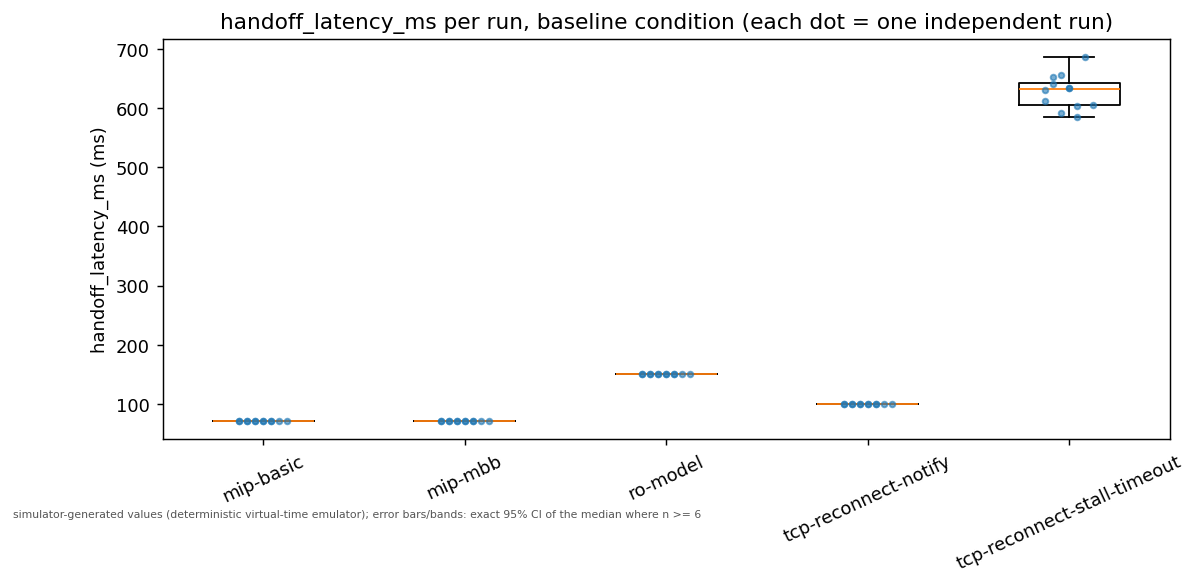 handoff_latency_ms per run, baseline condition (each dot = one independent run)
handoff_latency_ms (ms)
700
600
500
400
300
200
100
mip-basic
mip-mbb
ro-model
tcp-reconnect-notify
tcp-reconnect-stall-timeout
simulator-generated values (deterministic virtual-time emulator); error bars/bands: exact 95% CI of the median where n >= 6